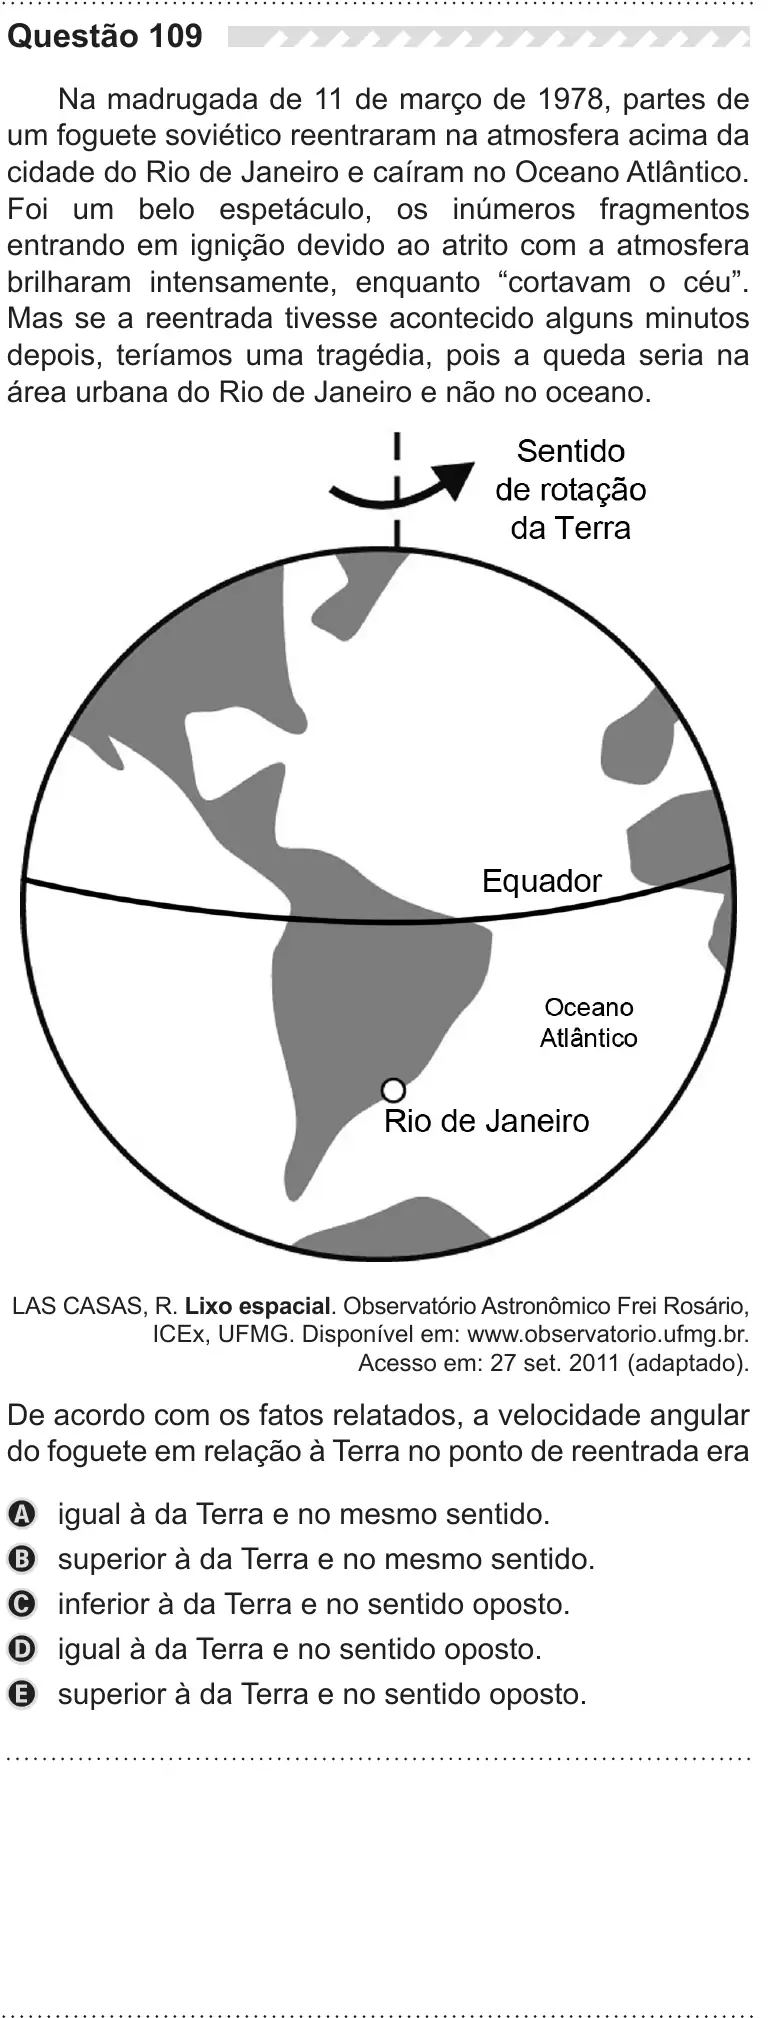 Questão 109
Na madrugada de 11 de março de 1978, partes de
um foguete soviético reentraram na atmosfera acima da
cidade do Rio de Janeiro e caíram no Oceano Atlântico.
Foi um belo espetáculo, os inúmeros fragmentos
entrando em ignição devido ao atrito com a atmosfera
brilharam intensamente, enquanto “cortavam o céu”.
Mas se a reentrada tivesse acontecido alguns minutos
depois, teríamos uma tragédia, pois a queda seria na
área urbana do Rio de Janeiro e não no oceano.
Sentido
de rotação
da Terra
Equador
Oceano
Atlântico
Rio de Janeiro
LAS CASAS, R. Lixo espacial. Observatório Astronômico Frei Rosário,
ICEx, UFMG. Disponível em: www.observatorio.ufmg.br.
Acesso em: 27 set. 2011 (adaptado).
De acordo com os fatos relatados, a velocidade angular
do foguete em relação à Terra no ponto de reentrada era
A igual à da Terra e no mesmo sentido.
B superior à da Terra e no mesmo sentido.
C inferior à da Terra e no sentido oposto.
D igual à da Terra e no sentido oposto.
E superior à da Terra e no sentido oposto.